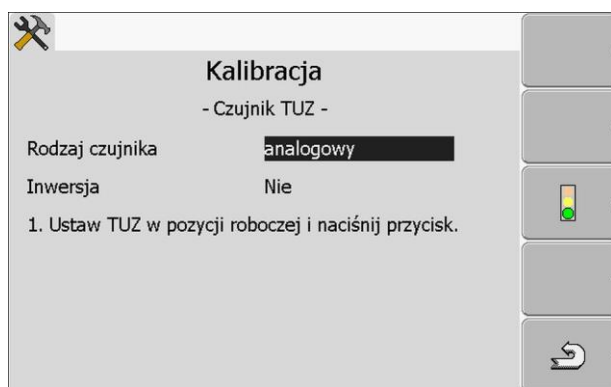 Kalibracja
- Czujnik TUZ -
Rodzaj czujnika analogowy
Inwersja Nie
1. Ustaw TUZ w pozycji roboczej i naciśnij przycisk.